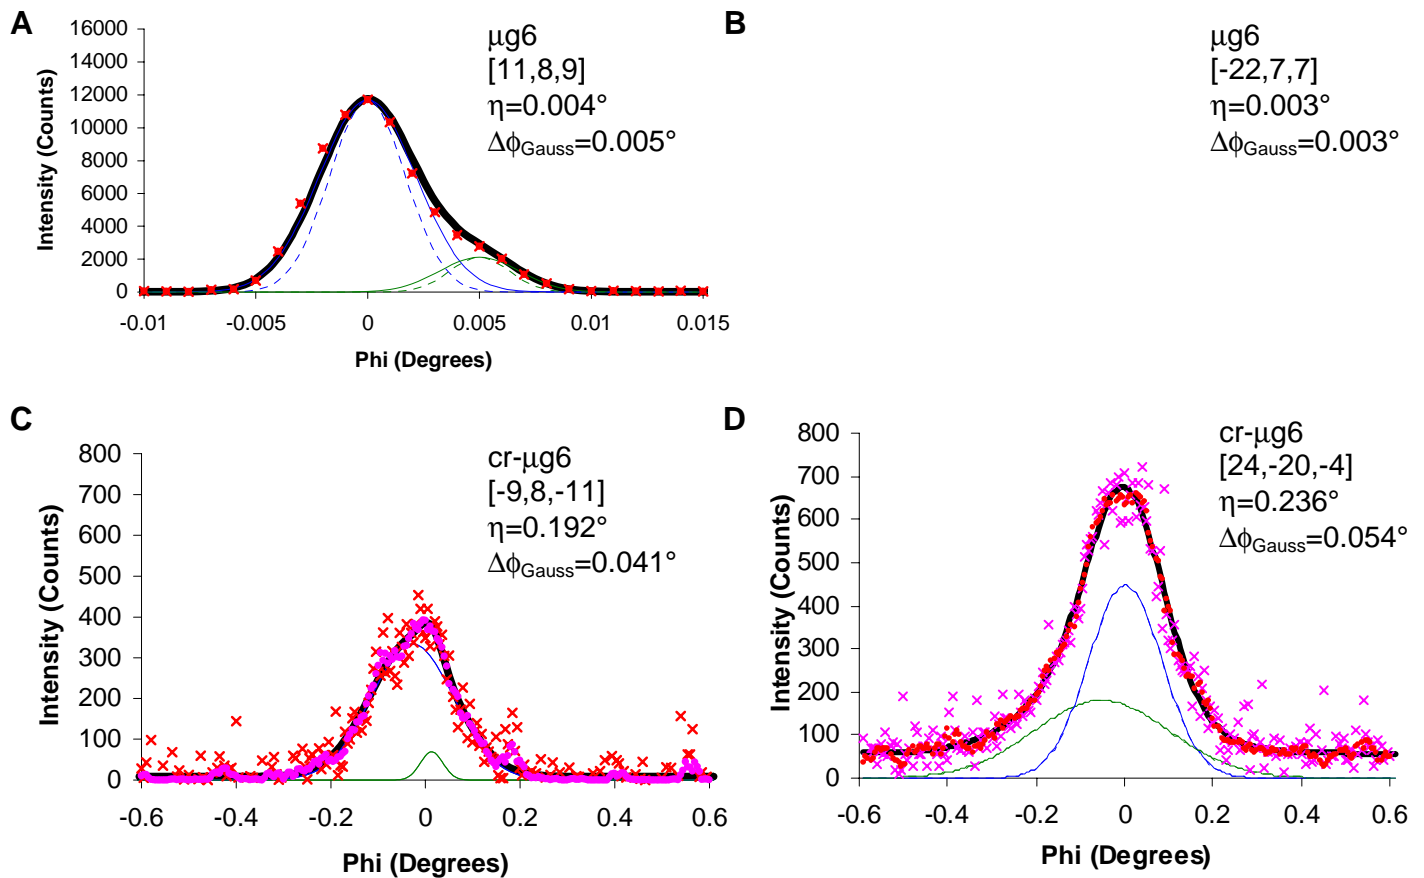 A
μg6
[11,8,9]
η=0.004°
ΔϕGauss=0.005°
Intensity (Counts)
16000
14000
12000
10000
8000
6000
4000
2000
0
-0.01
-0.005
0
0.005
0.01
0.015
Phi (Degrees)
B
μg6
[-22,7,7]
η=0.003°
ΔϕGauss=0.003°
C
cr-μg6
[-9,8,-11]
η=0.192°
ΔϕGauss=0.041°
Intensity (Counts)
800
700
600
500
400
300
200
100
0
-0.6
-0.4
-0.2
0
0.2
0.4
0.6
Phi (Degrees)
D
cr-μg6
[24,-20,-4]
η=0.236°
ΔϕGauss=0.054°
Intensity (Counts)
800
700
600
500
400
300
200
100
0
-0.6
-0.4
-0.2
0
0.2
0.4
0.6
Phi (Degrees)